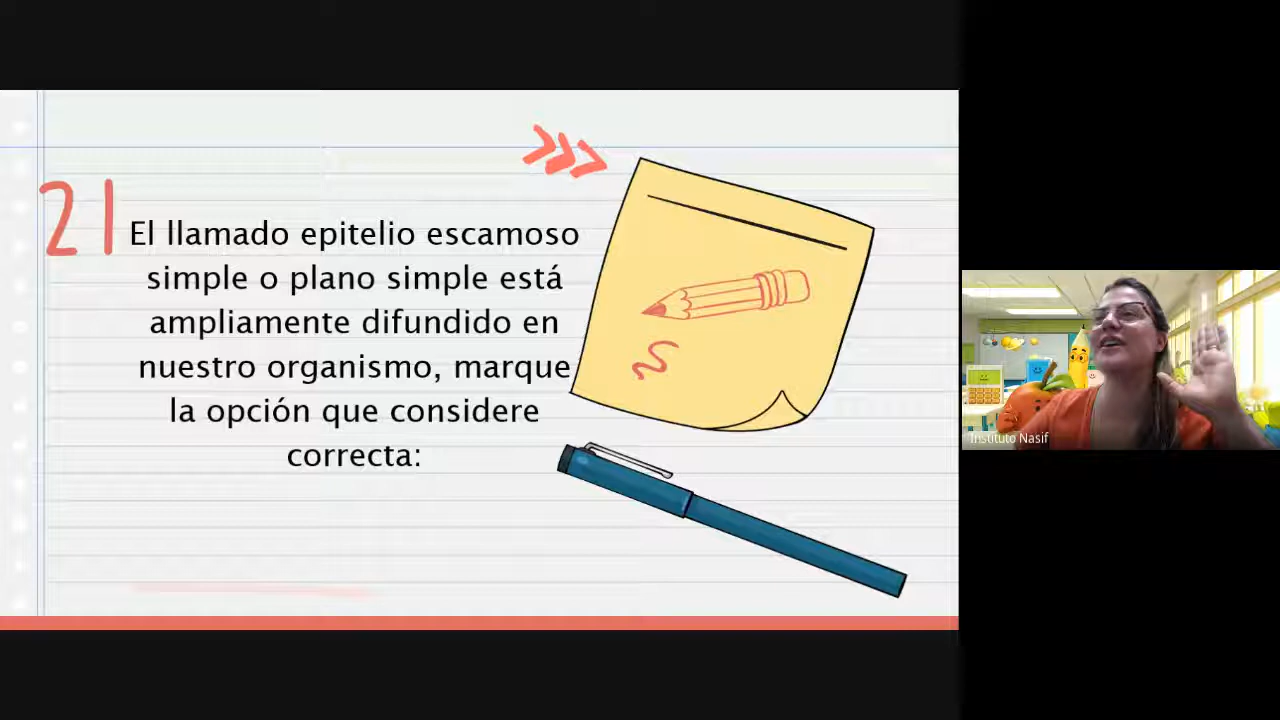 21
El llamado epitelio escamoso
simple o plano simple está
ampliamente difundido en
nuestro organismo, marque
la opción que considere
correcta:
Instituto Nasif